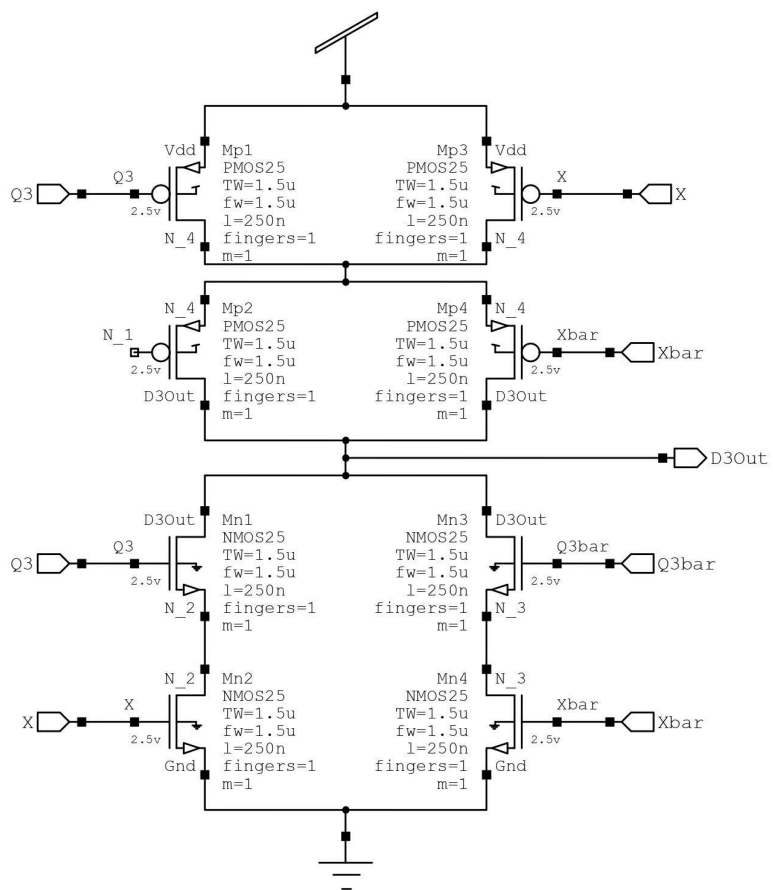 Vdd Mp1 Mp3 Vdd
Q3 Q3 PMOS25 PMOS25 X X
TW=1.5u TW=1.5u
fw=1.5u fw=1.5u
2.5v l=250n l=250n 2.5v
N_4 fingers=1 fingers=1 N_4
m=1 m=1
N_4 Mp2 Mp4 N_4
N_1 PMOS25 PMOS25 Xbar Xbar
TW=1.5u TW=1.5u
fw=1.5u fw=1.5u
2.5v l=250n l=250n 2.5v
D3Out fingers=1 fingers=1 D3Out
m=1 m=1
D3Out
D3Out Mn1 Mn3 D3Out
Q3 Q3 NMOS25 NMOS25 Q3bar Q3bar
TW=1.5u TW=1.5u
fw=1.5u fw=1.5u
2.5v l=250n l=250n 2.5v
N_2 fingers=1 fingers=1 N_3
m=1 m=1
N_2 Mn2 Mn4 N_3
X X NMOS25 NMOS25 Xbar Xbar
TW=1.5u TW=1.5u
fw=1.5u fw=1.5u
2.5v l=250n l=250n 2.5v
Gnd fingers=1 fingers=1 Gnd
m=1 m=1